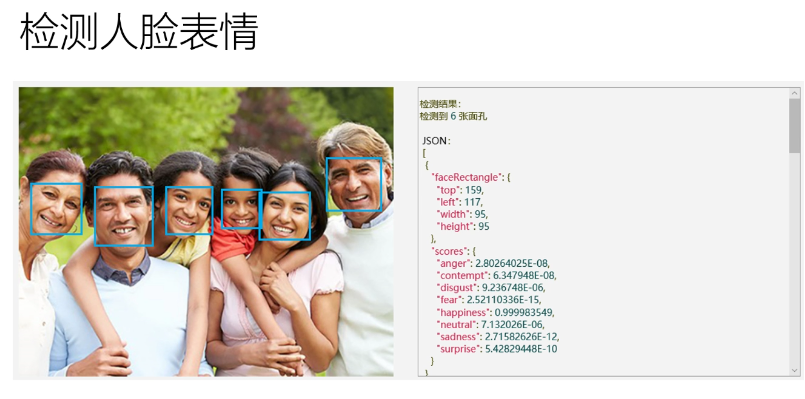 检测人脸表情
检测结果:
检测到 6 张面孔
JSON:
[
{
"faceRectangle": {
"top": 159,
"left": 117,
"width": 95,
"height": 95
},
"scores": {
"anger": 2.80264025E-08,
"contempt": 6.347948E-08,
"disgust": 9.236748E-06,
"fear": 2.52110336E-15,
"happiness": 0.999983549,
"neutral": 7.132026E-06,
"sadness": 2.71582626E-12,
"surprise": 5.42829448E-10
}
}